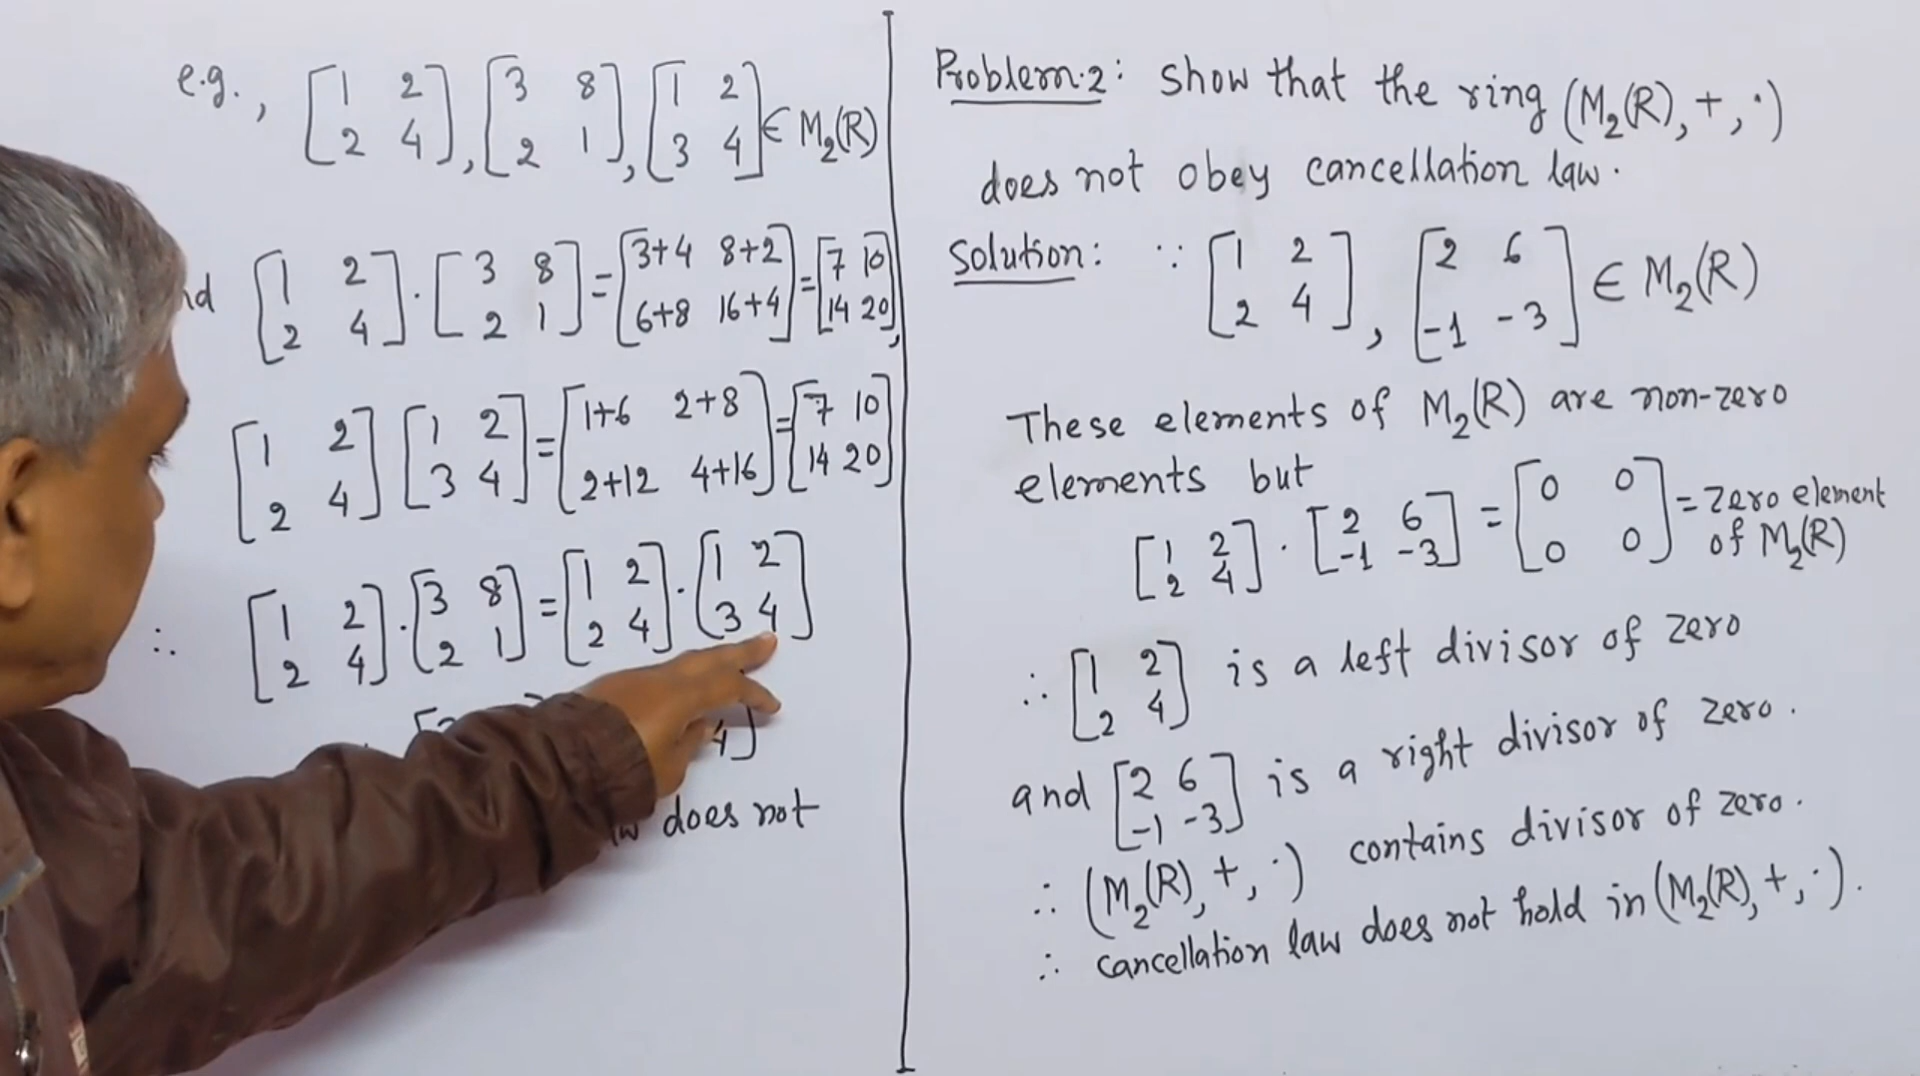 e.g., [1 2 2 4], [3 8 2 1], [1 2 3 4] ∈ M₂(R)
[1 2 2 4] · [3 8 2 1] = [3+4 8+2 6+8 16+4] = [7 10 14 20],
[1 2 2 4] [1 2 3 4] = [1+6 2+8 2+12 4+16] = [7 10 14 20]
∴ [1 2 2 4] · [3 8 2 1] = [1 2 2 4] · [1 2 3 4]
4]
does not
Problem.2: Show that the ring (M₂(R), +, ·)
does not obey cancellation law.
Solution: ∵ [1 2 2 4], [2 6 -1 -3] ∈ M₂(R)
These elements of M₂(R) are non-zero
elements but
[1 2 2 4] · [2 6 -1 -3] = [0 0 0 0] = zero element
of M₂(R)
∴ [1 2 2 4] is a left divisor of zero
and [2 6 -1 -3] is a right divisor of zero.
∴ (M₂(R), +, ·) contains divisor of zero.
∴ cancellation law does not hold in (M₂(R), +, ·).